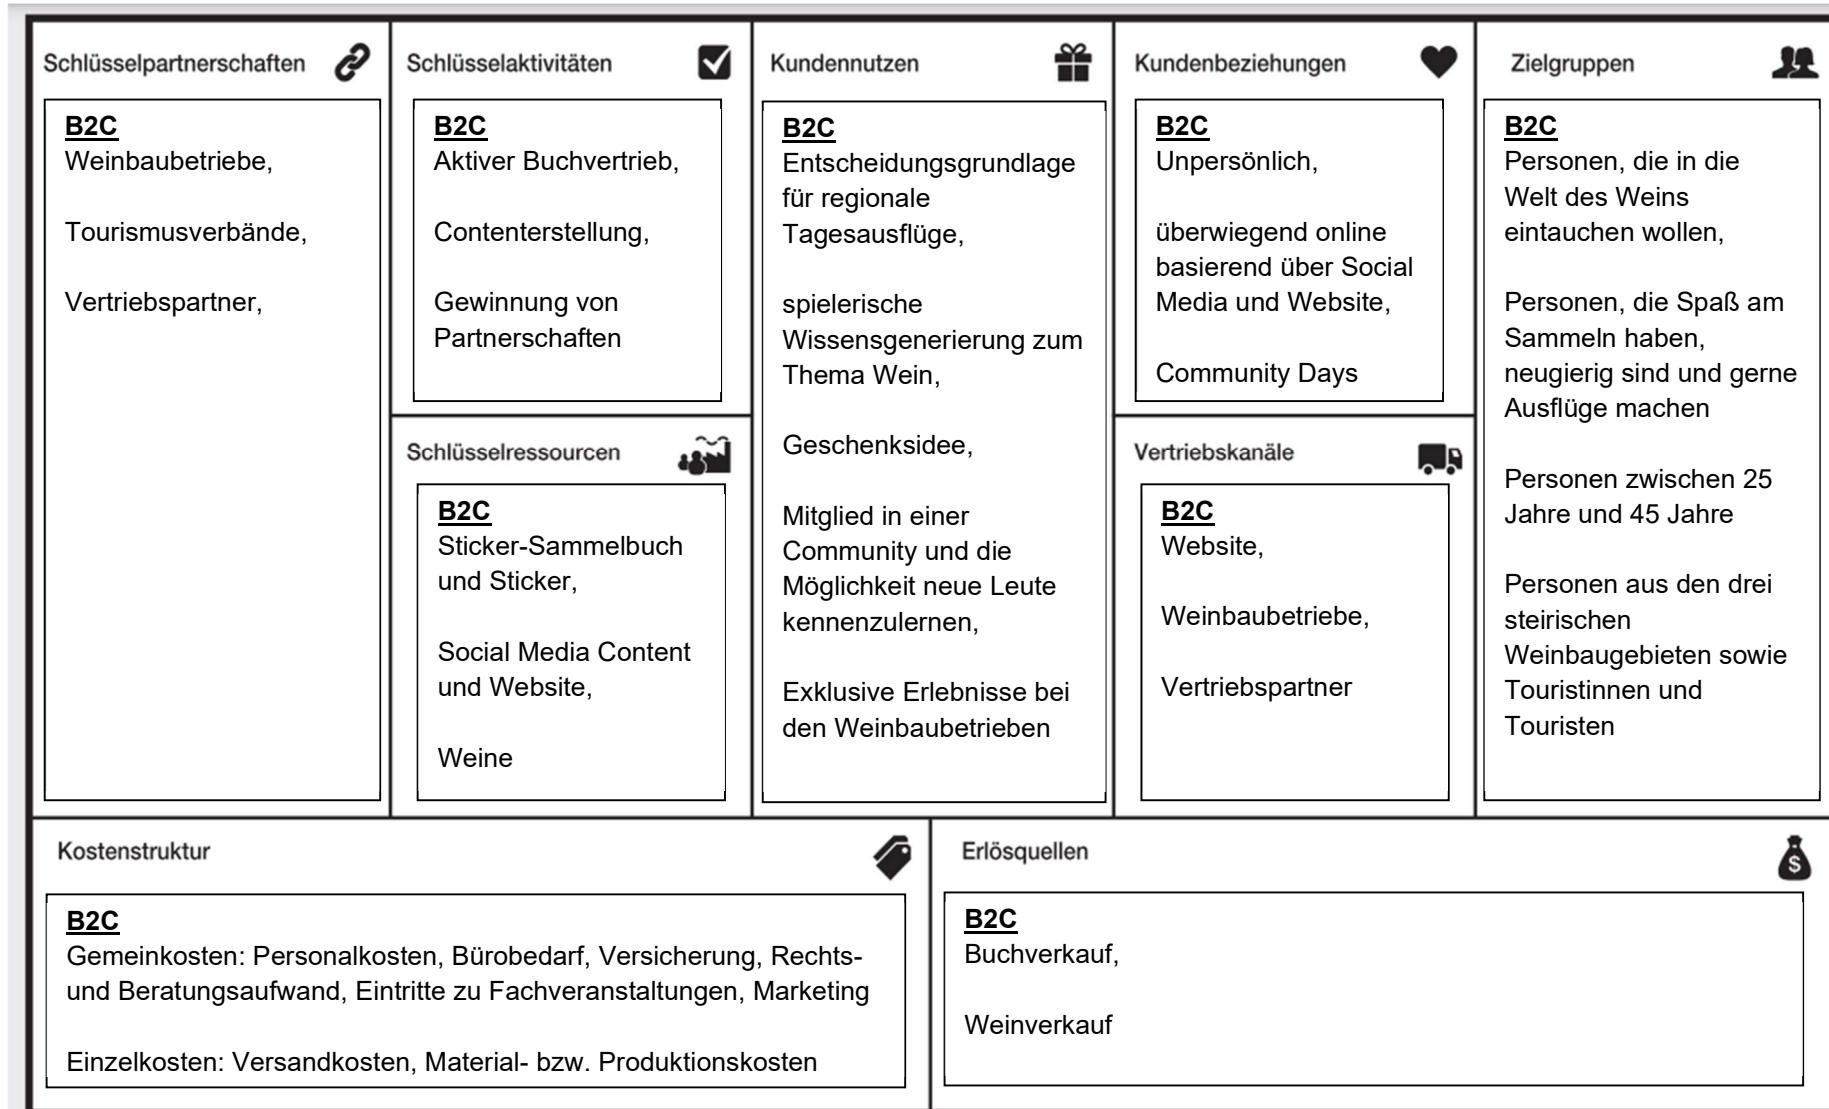 Schlüsselpartnerschaften
B2C
Weinbaubetriebe,
Tourismusverbände,
Vertriebspartner,
Schlüsselaktivitäten
B2C
Aktiver Buchvertrieb,
Contenterstellung,
Gewinnung von
Partnerschaften
Schlüsselressourcen
B2C
Sticker-Sammelbuch
und Sticker,
Social Media Content
und Website,
Weine
Kundennutzen
B2C
Entscheidungsgrundlage
für regionale
Tagesausflüge,
spielerische
Wissensgenerierung zum
Thema Wein,
Geschenksidee,
Mitglied in einer
Community und die
Möglichkeit neue Leute
kennenzulernen,
Exklusive Erlebnisse bei
den Weinbaubetrieben
Kundenbeziehungen
B2C
Unpersönlich,
überwiegend online
basierend über Social
Media und Website,
Community Days
Vertriebskanäle
B2C
Website,
Weinbaubetriebe,
Vertriebspartner
Zielgruppen
B2C
Personen, die in die
Welt des Weins
eintauchen wollen,
Personen, die Spaß am
Sammeln haben,
neugierig sind und gerne
Ausflüge machen
Personen zwischen 25
Jahre und 45 Jahre
Personen aus den drei
steirischen
Weinbaugebieten sowie
Touristinnen und
Touristen
Kostenstruktur
B2C
Gemeinkosten: Personalkosten, Bürobedarf, Versicherung, Rechts-
und Beratungsaufwand, Eintritte zu Fachveranstaltungen, Marketing
Einzelkosten: Versandkosten, Material- bzw. Produktionskosten
Erlösquellen
$
B2C
Buchverkauf,
Weinverkauf